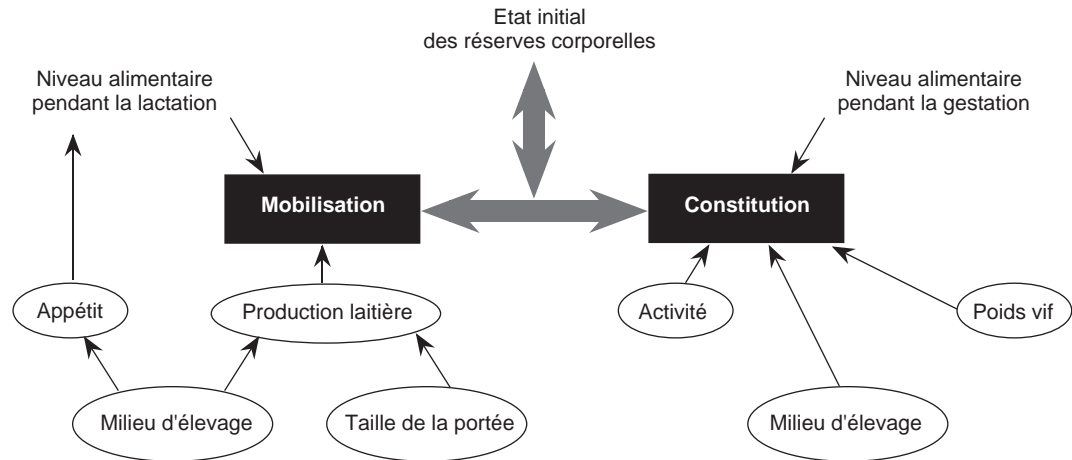 Etat initial
des réserves corporelles
Niveau alimentaire
pendant la lactation
Niveau alimentaire
pendant la gestation
Mobilisation
Constitution
Appétit
Production laitière
Activité
Poids vif
Milieu d'élevage
Taille de la portée
Milieu d'élevage